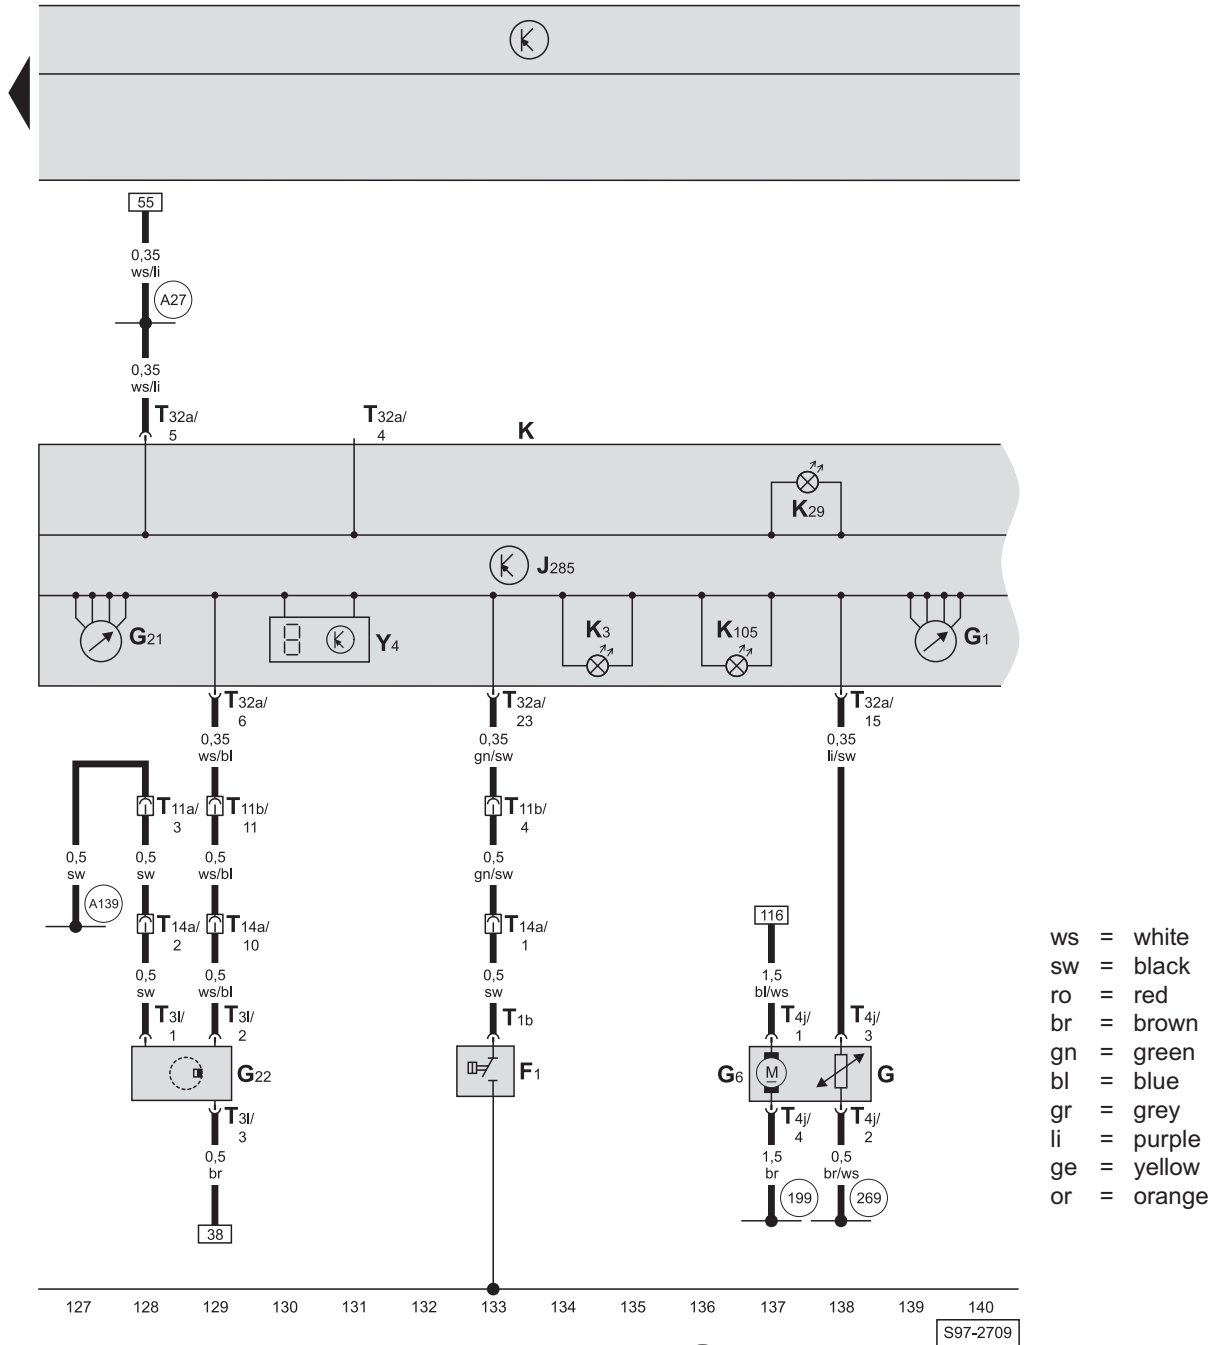 55
0,35
ws/li
A27
0,35
ws/li
T32a/
5
T32a/
4
K
K29
J285
G21
Y4
K3
K105
G1
T32a/
6
T32a/
23
T32a/
15
0,35
ws/bl
0,35
gn/sw
0,35
li/sw
T11a/
3
T11b/
11
T11b/
4
0,5
sw
0,5
sw
0,5
ws/bl
0,5
gn/sw
A139
T14a/
2
T14a/
10
T14a/
1
116
0,5
sw
0,5
ws/bl
0,5
sw
1,5
bl/ws
T3l/
1
T3l/
2
T1b
T4j/
1
T4j/
3
G22
F1
G6
M
G
T3l/
3
T4j/
4
T4j/
2
0,5
br
1,5
br
0,5
br/ws
199
269
38
ws = white
sw = black
ro = red
br = brown
gn = green
bl = blue
gr = grey
li = purple
ge = yellow
or = orange
127 128 129 130 131 132 133 134 135 136 137 138 139 140
S97-2709